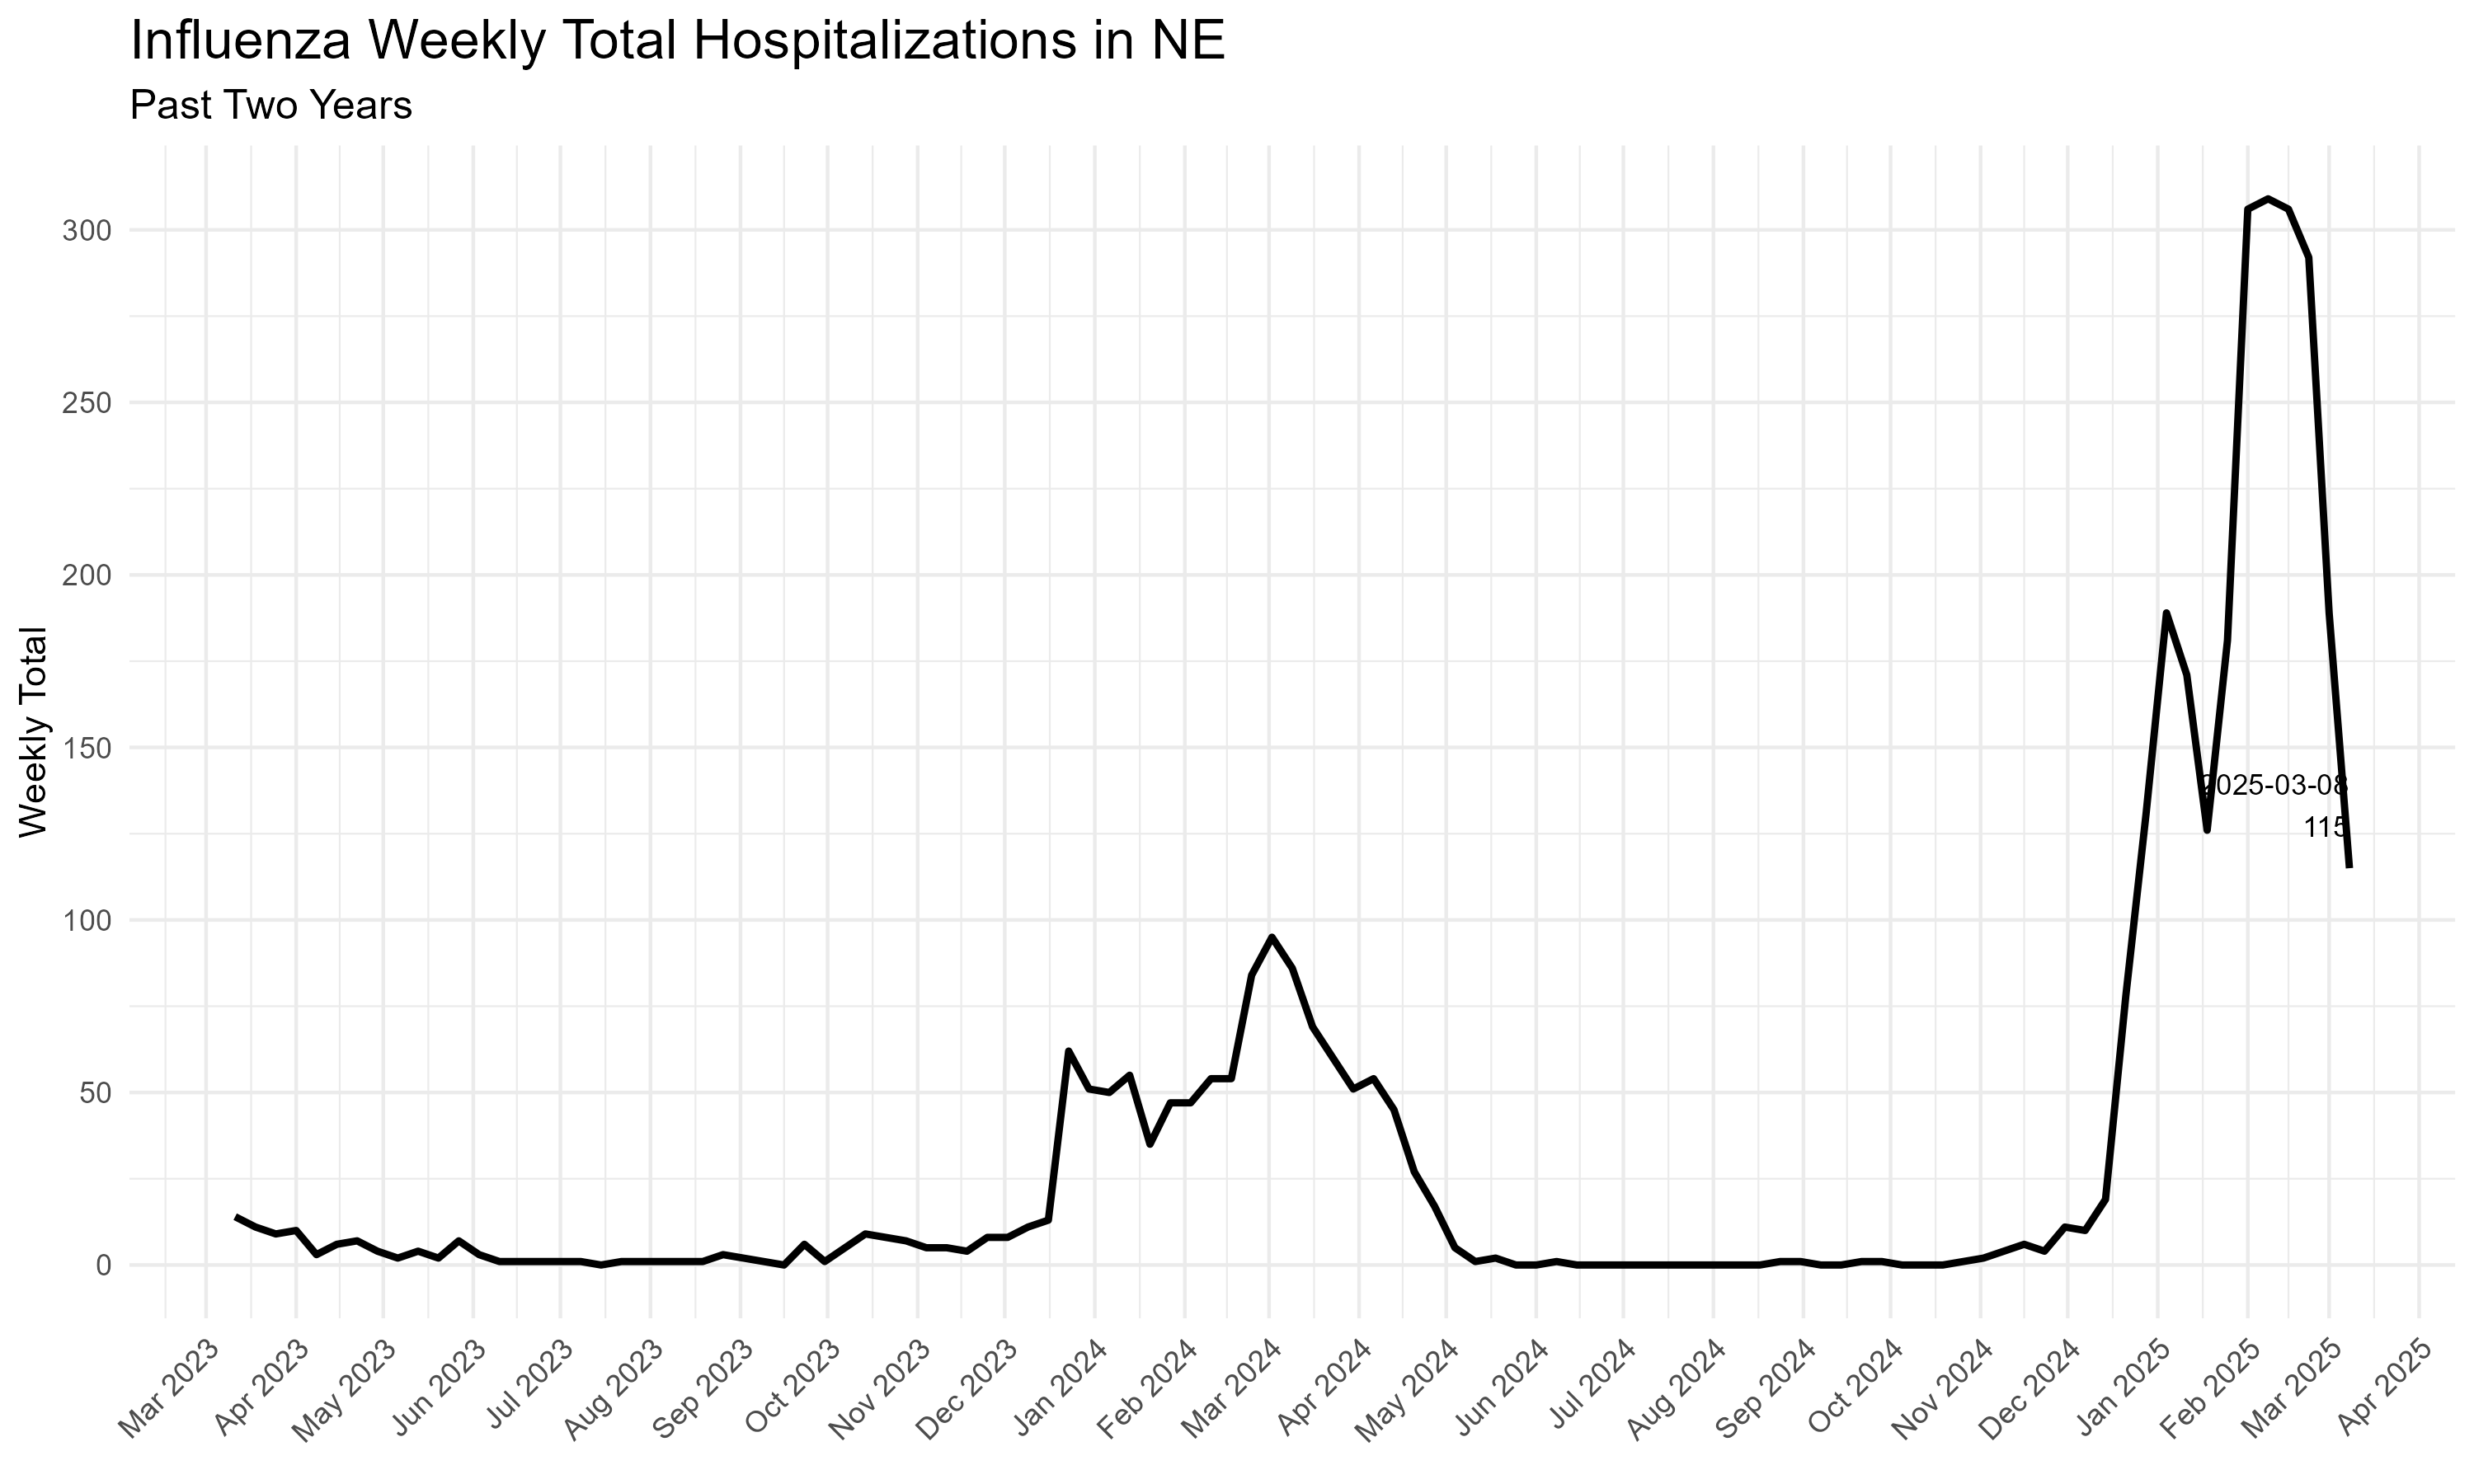 Influenza Weekly Total Hospitalizations in NE
Past Two Years
Weekly Total
300
250
200
150
100
50
0
2025-03-08
115
Mar 2023
Apr 2023
May 2023
Jun 2023
Jul 2023
Aug 2023
Sep 2023
Oct 2023
Nov 2023
Dec 2023
Jan 2024
Feb 2024
Mar 2024
Apr 2024
May 2024
Jun 2024
Jul 2024
Aug 2024
Sep 2024
Oct 2024
Nov 2024
Dec 2024
Jan 2025
Feb 2025
Mar 2025
Apr 2025